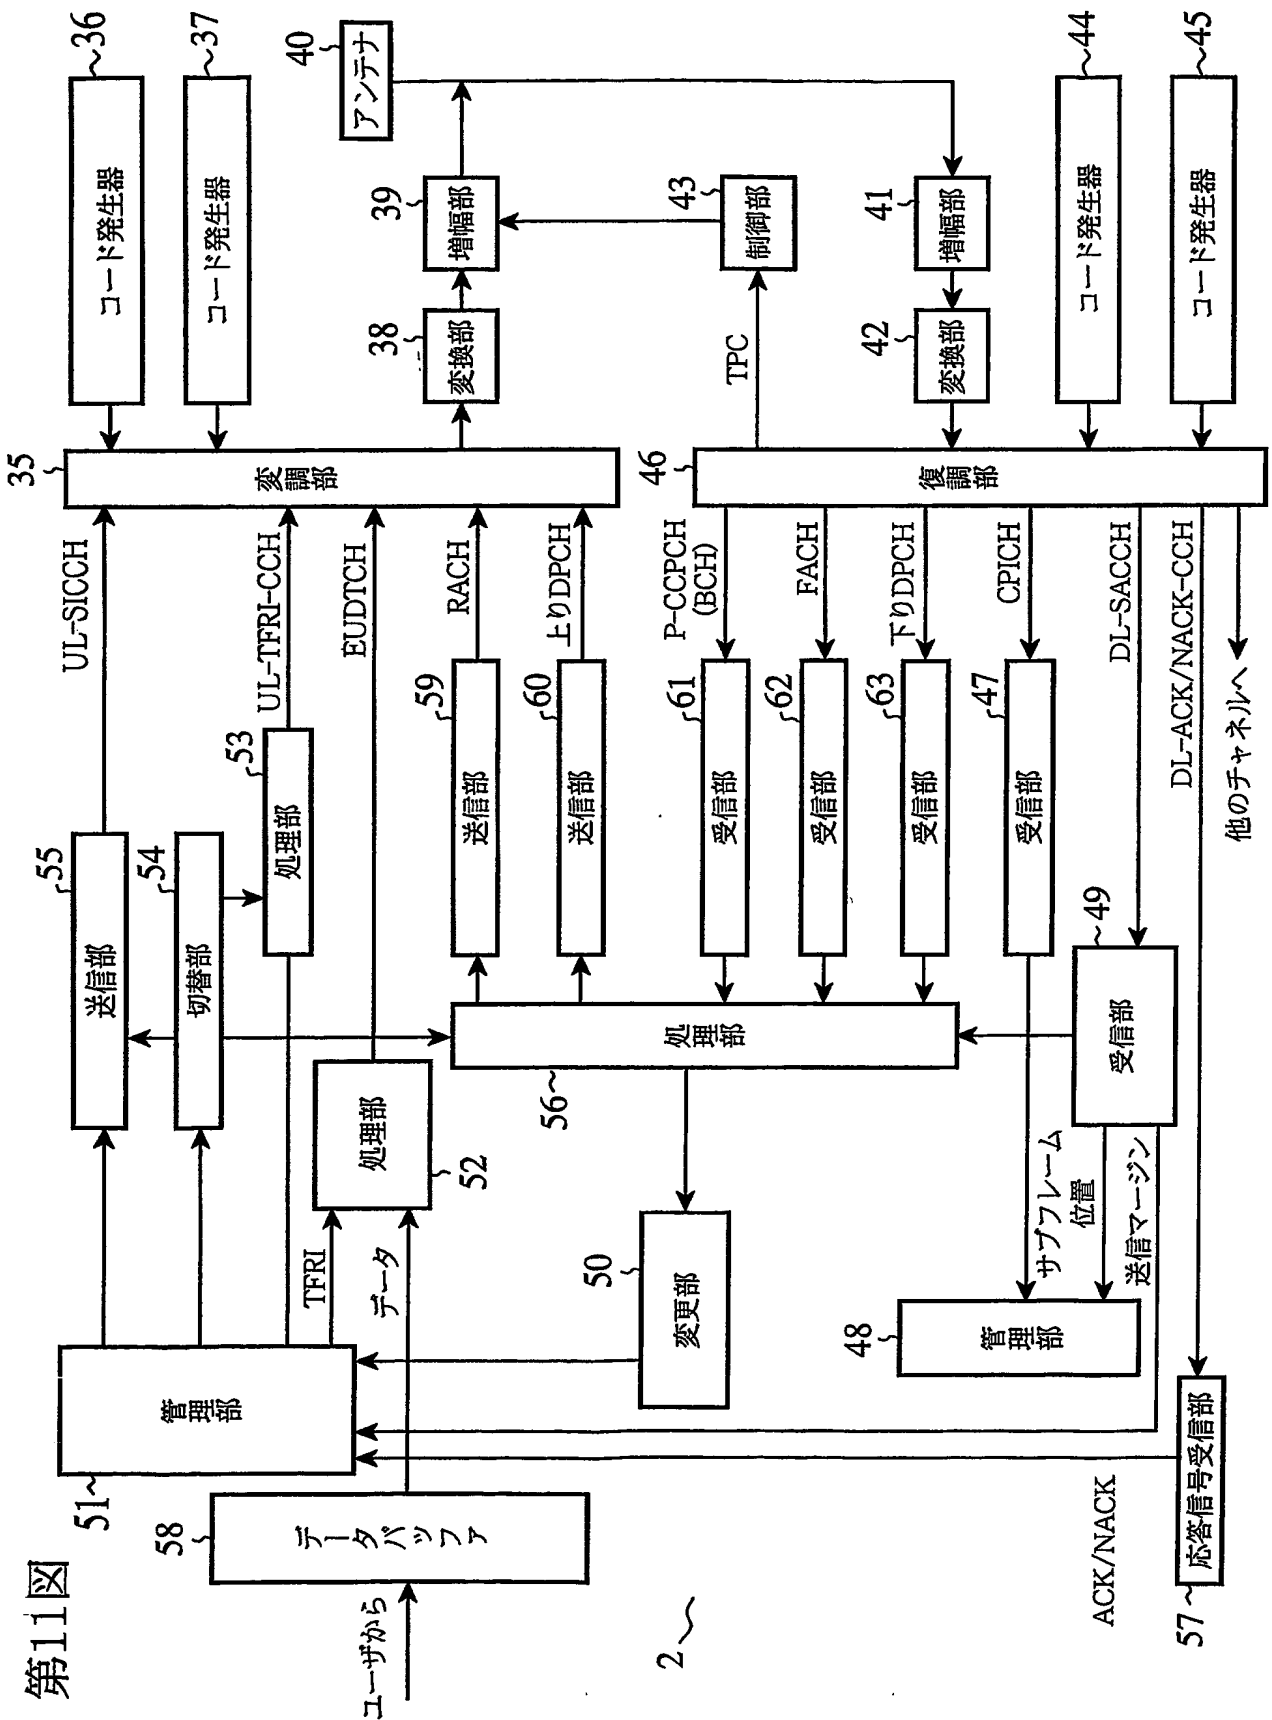 第11図
ユーザから
58
データバッファ
51
管理部
TFRI
データ
52
処理部
55
送信部
54
切替部
53
処理部
UL-SICCH
UL-TFRI-CCH
EUDTCH
59
送信部
RACH
60
送信部
上りDPCH
35
変調部
36
コード発生器
37
コード発生器
38
変換部
39
増幅部
40
アンテナ
2
50
変更部
56
処理部
61
受信部
P-CCPCH
(BCH)
62
受信部
FACH
63
受信部
下りDPCH
47
受信部
CPICH
46
復調部
TPC
43
制御部
42
変換部
41
増幅部
44
コード発生器
45
コード発生器
48
管理部
サブフレーム
位置
送信マージン
49
受信部
DL-SACCH
DL-ACK/NACK-CCH
他のチャネルへ
ACK/NACK
57
応答信号受信部